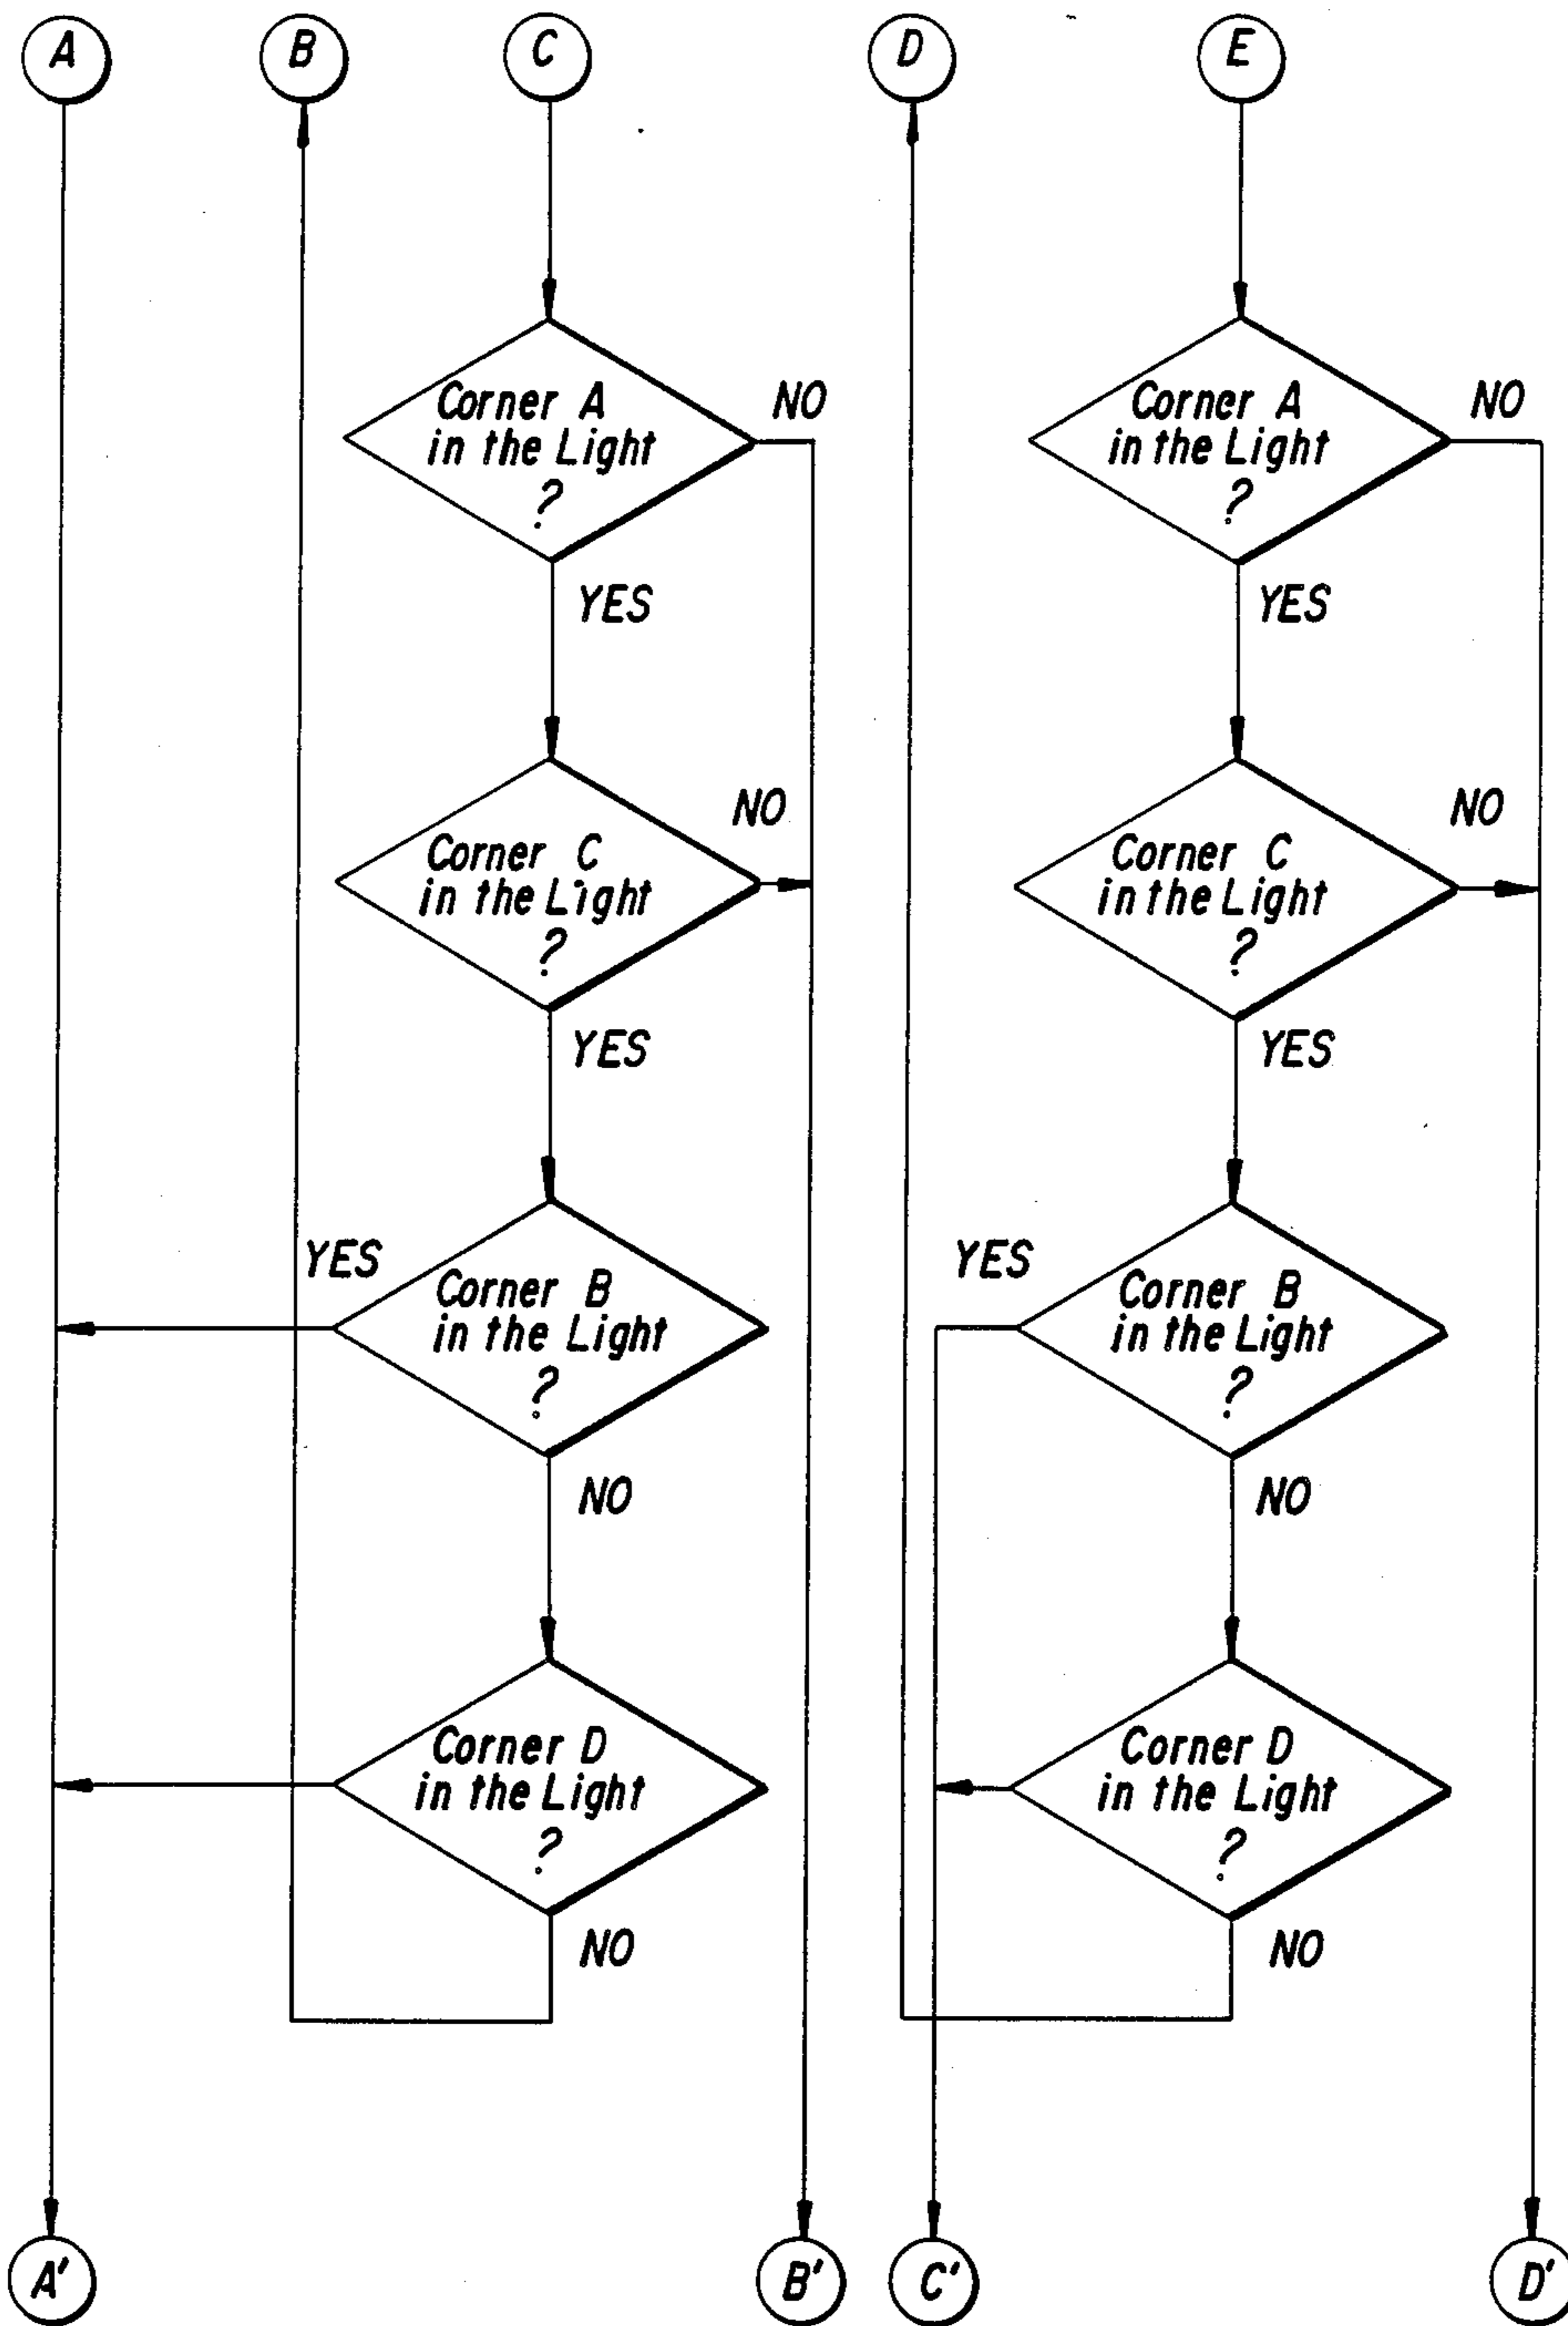 A
B
C
D
E
Corner A
in the Light
?
NO
YES
Corner A
in the Light
?
NO
YES
Corner C
in the Light
?
NO
YES
Corner C
in the Light
?
NO
YES
YES
Corner B
in the Light
?
NO
YES
Corner B
in the Light
?
NO
Corner D
in the Light
?
NO
Corner D
in the Light
?
NO
A'
B'
C'
D'